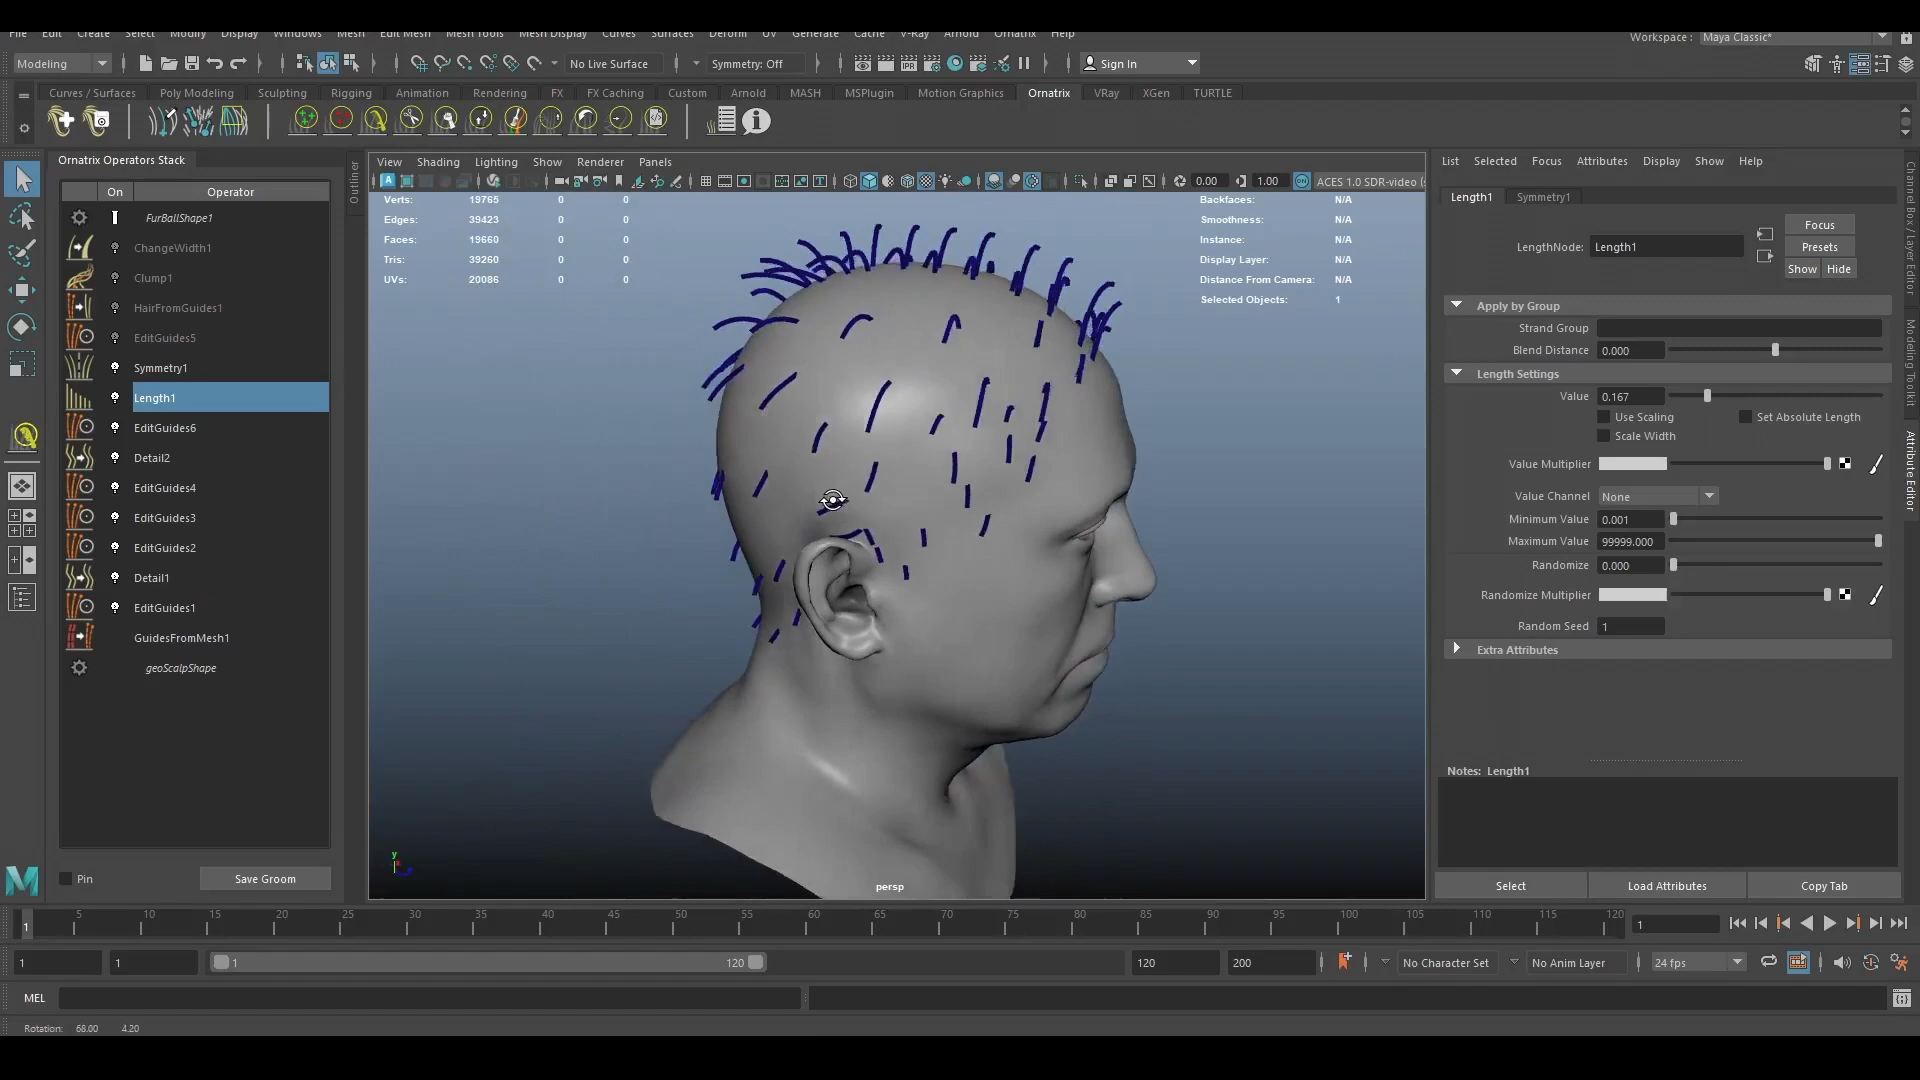 File Edit Create Select Modify Display Windows Mesh Edit Mesh Mesh Tools Mesh Display Curves Surfaces Deform UV Generate Cache V-Ray Arnold Ornatrix Help
Workspace : Maya Classic*
Modeling No Live Surface Symmetry: Off Sign In
Curves / Surfaces Poly Modeling Sculpting Rigging Animation Rendering FX FX Caching Custom Arnold MASH MSPlugin Motion Graphics Ornatrix VRay XGen TURTLE
Ornatrix Operators Stack
On Operator
FurBallShape1
ChangeWidth1
Clump1
HairFromGuides1
EditGuides5
Symmetry1
Length1
EditGuides6
Detail2
EditGuides4
EditGuides3
EditGuides2
Detail1
EditGuides1
GuidesFromMesh1
geoScalpShape
Pin Save Groom
Outliner
View Shading Lighting Show Renderer Panels
0.00 1.00 ACES 1.0 SDR-video
Verts: 19765 0 0
Edges: 39423 0 0
Faces: 19660 0 0
Tris: 39260 0 0
UVs: 20086 0 0
Backfaces: N/A
Smoothness: N/A
Instance: N/A
Display Layer: N/A
Distance From Camera: N/A
Selected Objects: 1
y
persp
List Selected Focus Attributes Display Show Help
Length1 Symmetry1
LengthNode: Length1
Focus
Presets
Show Hide
Apply by Group
Strand Group
Blend Distance 0.000
Length Settings
Value 0.167
Use Scaling Set Absolute Length
Scale Width
Value Multiplier
Value Channel None
Minimum Value 0.001
Maximum Value 99999.000
Randomize 0.000
Randomize Multiplier
Random Seed 1
Extra Attributes
Notes: Length1
Select Load Attributes Copy Tab
Channel Box / Layer Editor
Modeling Toolkit
Attribute Editor
5 10 15 20 25 30 35 40 45 50 55 60 65 70 75 80 85 90 95 100 105 110 115 120
1 1
1 1 1 120 120 200 No Character Set No Anim Layer 24 fps
MEL
Rotation: 68.00 4.20